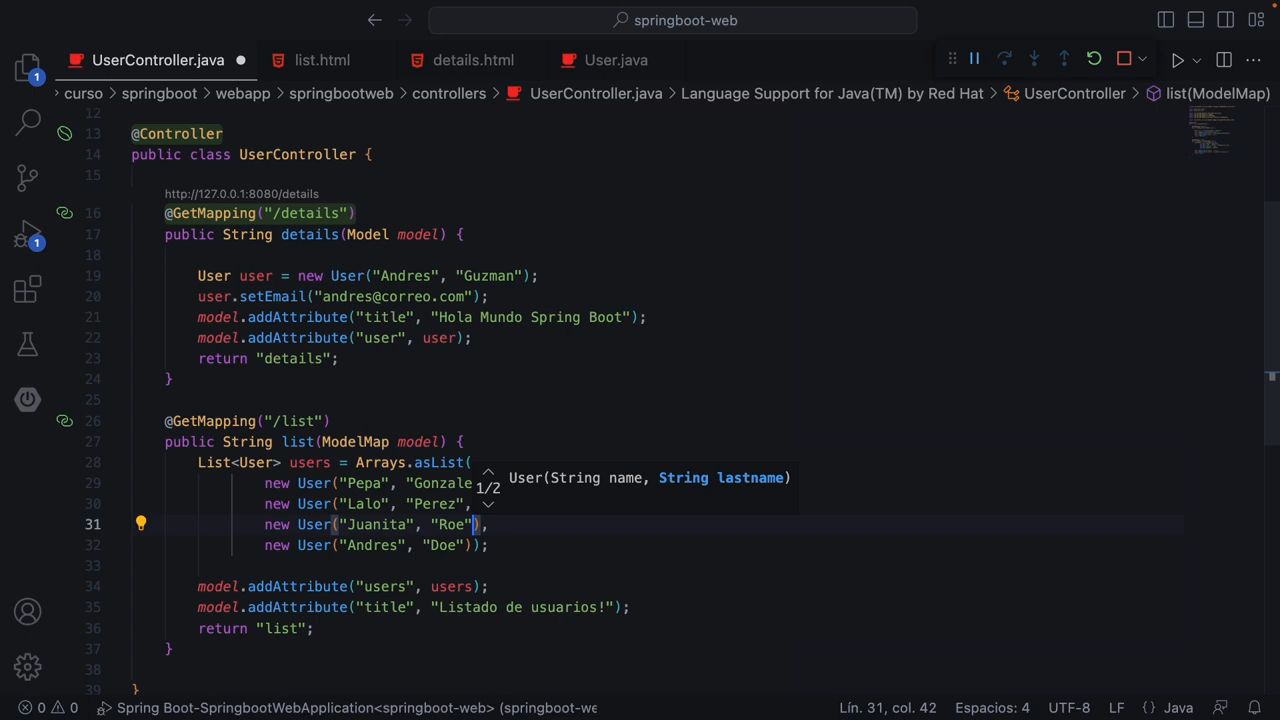 springboot-web
UserController.java
list.html
details.html
User.java
curso > springboot > webapp > springbootweb > controllers > UserController.java > Language Support for Java(TM) by Red Hat > UserController > list(ModelMap)
12
13 @Controller
14 public class UserController {
15
http://127.0.0.1:8080/details
16 @GetMapping("/details")
17 public String details(Model model) {
18
19 User user = new User("Andres", "Guzman");
20 user.setEmail("andres@correo.com");
21 model.addAttribute("title", "Hola Mundo Spring Boot");
22 model.addAttribute("user", user);
23 return "details";
24 }
25
26 @GetMapping("/list")
27 public String list(ModelMap model) {
28 List<User> users = Arrays.asList(
User(String name, String lastname)
1/2
29 new User("Pepa", "Gonzale
30 new User("Lalo", "Perez",
31 new User("Juanita", "Roe"),
32 new User("Andres", "Doe"));
33
34 model.addAttribute("users", users);
35 model.addAttribute("title", "Listado de usuarios!");
36 return "list";
37 }
38
39 }
1
1
0 0 Spring Boot-SpringbootWebApplication<springboot-web> (springboot-we Lín. 31, col. 42 Espacios: 4 UTF-8 LF {} Java